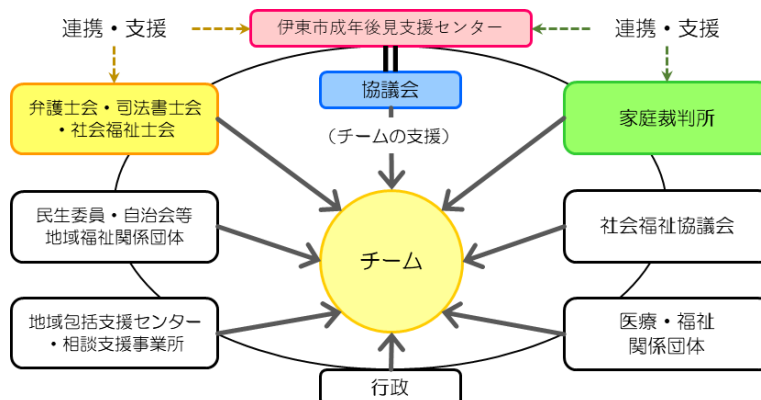 連携・支援
伊東市成年後見支援センター
連携・支援
協議会
弁護士会・司法書士会
・社会福祉士会
家庭裁判所
(チームの支援)
民生委員・自治会等
地域福祉関係団体
社会福祉協議会
チーム
地域包括支援センター
・相談支援事業所
医療・福祉
関係団体
行政